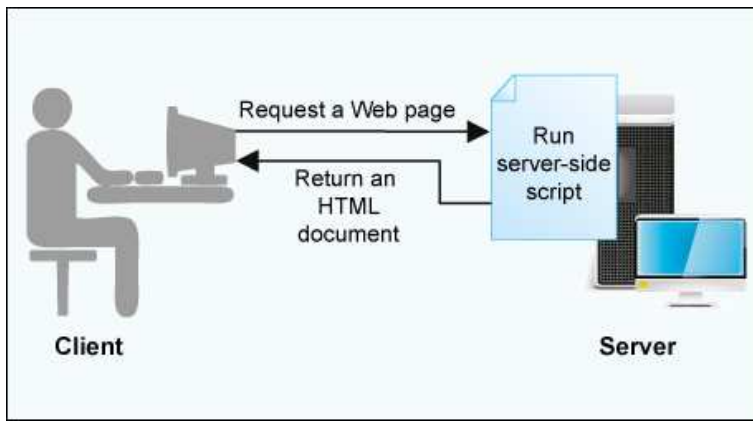 Request a Web page
Return an
HTML
document
Run
server-side
script
Client
Server